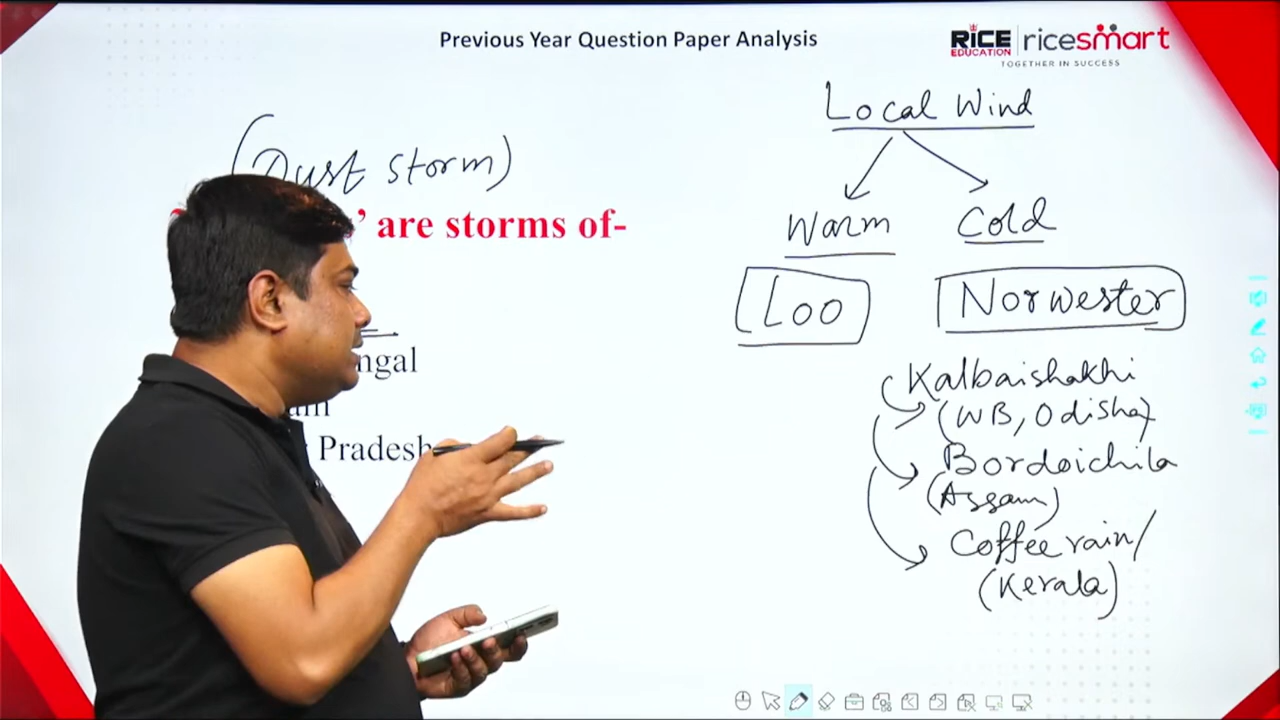 Previous Year Question Paper Analysis
RICE EDUCATION ricesmart
TOGETHER IN SUCCESS
(Dust storm)
’ are storms of-
Pradesh
Local Wind
Warm Cold
Loo Norwester
Kalbaishakhi
(WB, Odisha)
Bordoichila
(Assam)
Coffee rain/
(Kerala)